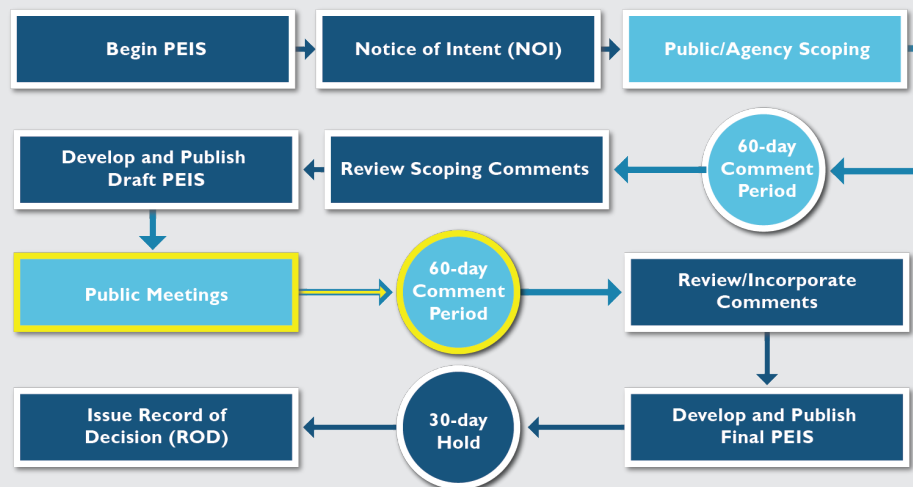 Begin PEIS
Notice of Intent (NOI)
Public/Agency Scoping
60-day
Comment
Period
Review Scoping Comments
Develop and Publish
Draft PEIS
Public Meetings
60-day
Comment
Period
Review/Incorporate
Comments
Develop and Publish
Final PEIS
30-day
Hold
Issue Record of
Decision (ROD)